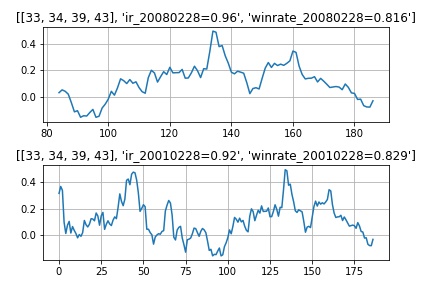 [[33, 34, 39, 43], 'ir_20080228=0.96', 'winrate_20080228=0.816']
0.4
0.2
0.0
80 100 120 140 160 180
[[33, 34, 39, 43], 'ir_20010228=0.92', 'winrate_20010228=0.829']
0.4
0.2
0.0
0 25 50 75 100 125 150 175